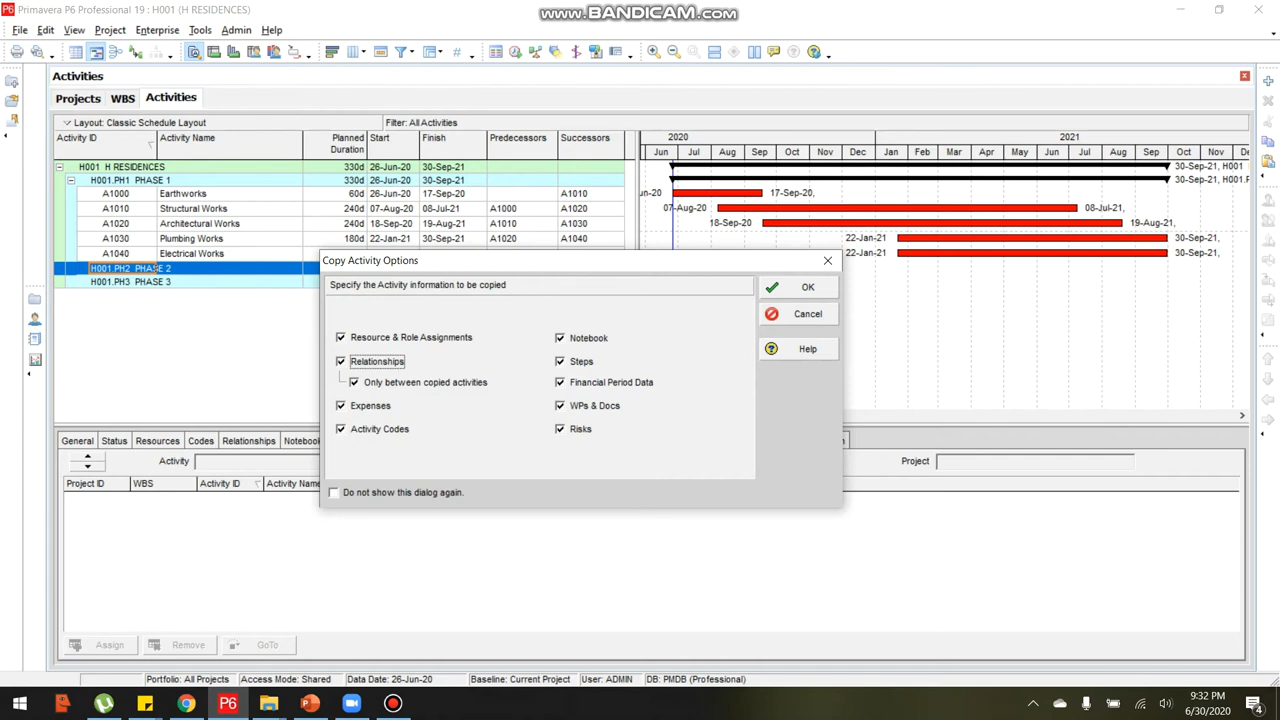 Primavera P6 Professional 19 : H001 (H RESIDENCES)
www.BANDICAM.com
File Edit View Project Enterprise Tools Admin Help
Activities
Projects WBS Activities
Layout: Classic Schedule Layout Filter: All Activities
Activity ID Activity Name Planned Duration Start Finish Predecessors Successors
2020 2021
Jun Jul Aug Sep Oct Nov Dec Jan Feb Mar Apr May Jun Jul Aug Sep Oct Nov
H001 H RESIDENCES 330d 26-Jun-20 30-Sep-21 30-Sep-21, H001
H001.PH1 PHASE 1 330d 26-Jun-20 30-Sep-21 30-Sep-21, H001.P
A1000 Earthworks 60d 26-Jun-20 17-Sep-20 A1010 17-Sep-20,
A1010 Structural Works 240d 07-Aug-20 08-Jul-21 A1000 A1020 07-Aug-20 08-Jul-21,
A1020 Architectural Works 240d 18-Sep-20 19-Aug-21 A1010 A1030 18-Sep-20 19-Aug-21,
A1030 Plumbing Works 180d 22-Jan-21 30-Sep-21 A1020 A1040 22-Jan-21 30-Sep-21,
A1040 Electrical Works 22-Jan-21 30-Sep-21,
H001.PH2 PHASE 2
H001.PH3 PHASE 3
Copy Activity Options
Specify the Activity information to be copied
OK
Cancel
Help
Resource & Role Assignments Notebook
Relationships Steps
Only between copied activities Financial Period Data
Expenses WPs & Docs
Activity Codes Risks
Do not show this dialog again.
General Status Resources Codes Relationships Notebook
Activity Project
Project ID WBS Activity ID Activity Name
Assign Remove GoTo
Portfolio: All Projects Access Mode: Shared Data Date: 26-Jun-20 Baseline: Current Project User: ADMIN DB: PMDB (Professional)
P6
9:32 PM
6/30/2020
4